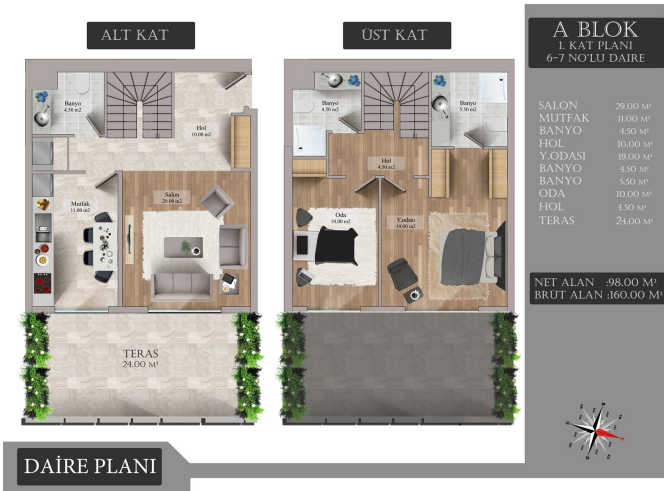 ALT KAT
ÜST KAT
A BLOK
1. KAT PLANI
6-7 NO'LU DAIRE
Banyo
4.50 m2
Hol
10.00 m2
Mutfak
11.00 m2
Salon
29.00 m2
TERAS
24.00 M²
Banyo
4.50 m2
Banyo
5.50 m2
Hol
4.50 m2
Oda
10.00 m2
Y.odası
19.00 m2
SALON 29.00 M²
MUTFAK 11.00 M²
BANYO 4.50 M²
HOL 10.00 M²
Y.ODASI 19.00 M²
BANYO 4.50 M²
BANYO 5.50 M²
ODA 10.00 M²
HOL 4.50 M²
TERAS 24.00 M²
NET ALAN :98.00 M²
BRÜT ALAN :160.00 M²
DAİRE PLANI